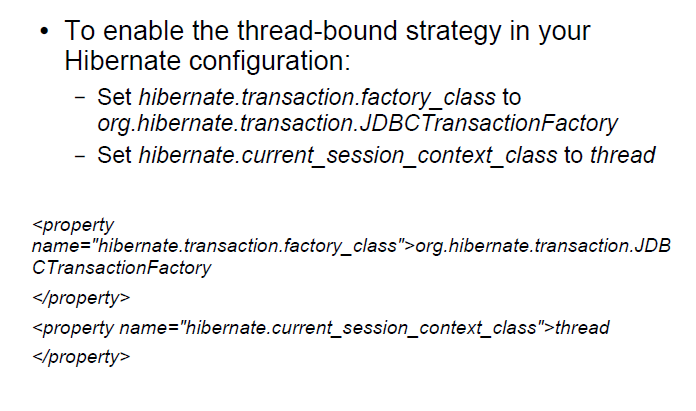 • To enable the thread-bound strategy in your
Hibernate configuration:
– Set hibernate.transaction.factory_class to
org.hibernate.transaction.JDBCTransactionFactory
– Set hibernate.current_session_context_class to thread
<property
name="hibernate.transaction.factory_class">org.hibernate.transaction.JDB
CTransactionFactory
</property>
<property name="hibernate.current_session_context_class">thread
</property>